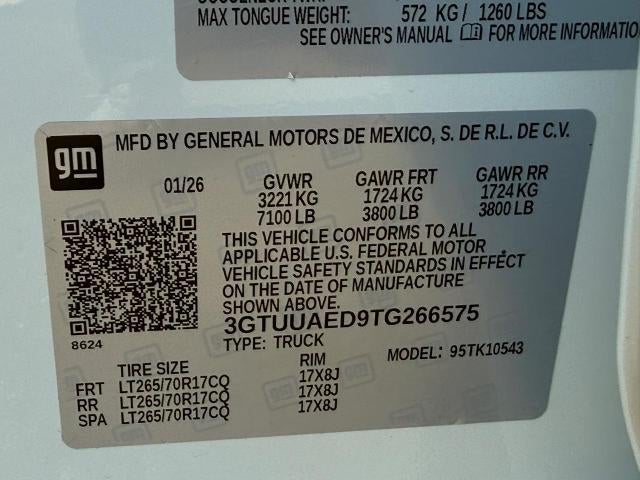 MAX TONGUE WEIGHT: 572 KG / 1260 LBS
SEE OWNER'S MANUAL FOR MORE INFORMATIO
gm
MFD BY GENERAL MOTORS DE MEXICO, S. DE R.L. DE C.V.
01/26 GVWR GAWR FRT GAWR RR
3221 KG 1724 KG 1724 KG
7100 LB 3800 LB 3800 LB
THIS VEHICLE CONFORMS TO ALL
APPLICABLE U.S. FEDERAL MOTOR
VEHICLE SAFETY STANDARDS IN EFFECT
ON THE DATE OF MANUFACTURE
SHOWN ABOVE.
3GTUUAED9TG266575
8624
TYPE: TRUCK MODEL: 95TK10543
TIRE SIZE RIM
FRT LT265/70R17CQ 17X8J
RR LT265/70R17CQ 17X8J
SPA LT265/70R17CQ 17X8J